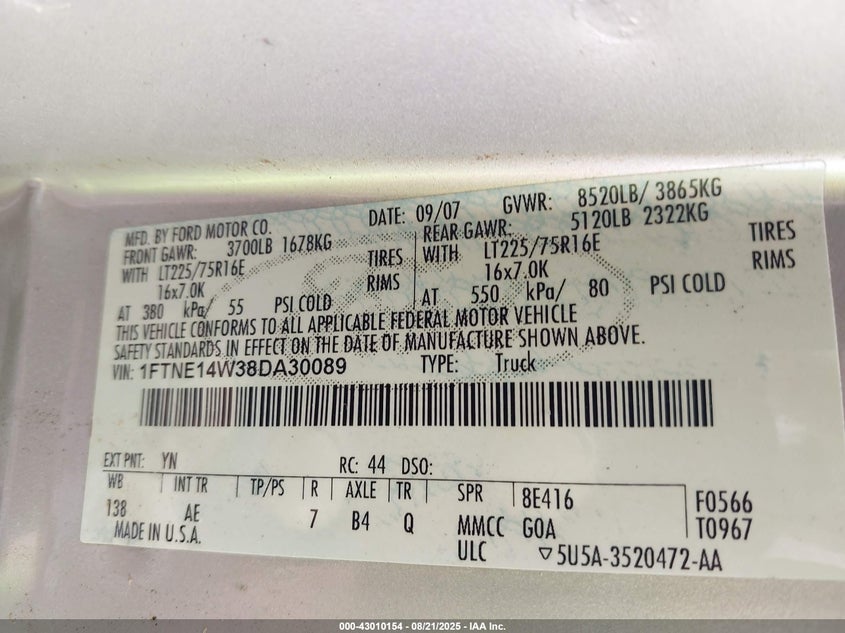 MFD. BY FORD MOTOR CO.
DATE: 09/07 GVWR: 8520LB/ 3865KG
FRONT GAWR: 3700LB 1678KG
REAR GAWR: 5120LB 2322KG
WITH LT225/75R16E TIRES
WITH LT225/75R16E TIRES
16x7.0K RIMS
16x7.0K RIMS
AT 380 kPa/ 55 PSI COLD
AT 550 kPa/ 80 PSI COLD
THIS VEHICLE CONFORMS TO ALL APPLICABLE FEDERAL MOTOR VEHICLE
SAFETY STANDARDS IN EFFECT ON THE DATE OF MANUFACTURE SHOWN ABOVE.
VIN: 1FTNE14W38DA30089 TYPE: Truck
EXT PNT: YN RC: 44 DSO:
WB INT TR TP/PS R AXLE TR SPR 8E416 F0566
138 AE 7 B4 Q MMCC GOA T0967
MADE IN U.S.A. ULC ▽5U5A-3520472-AA
000-43010154 - 08/21/2025 - IAA Inc.